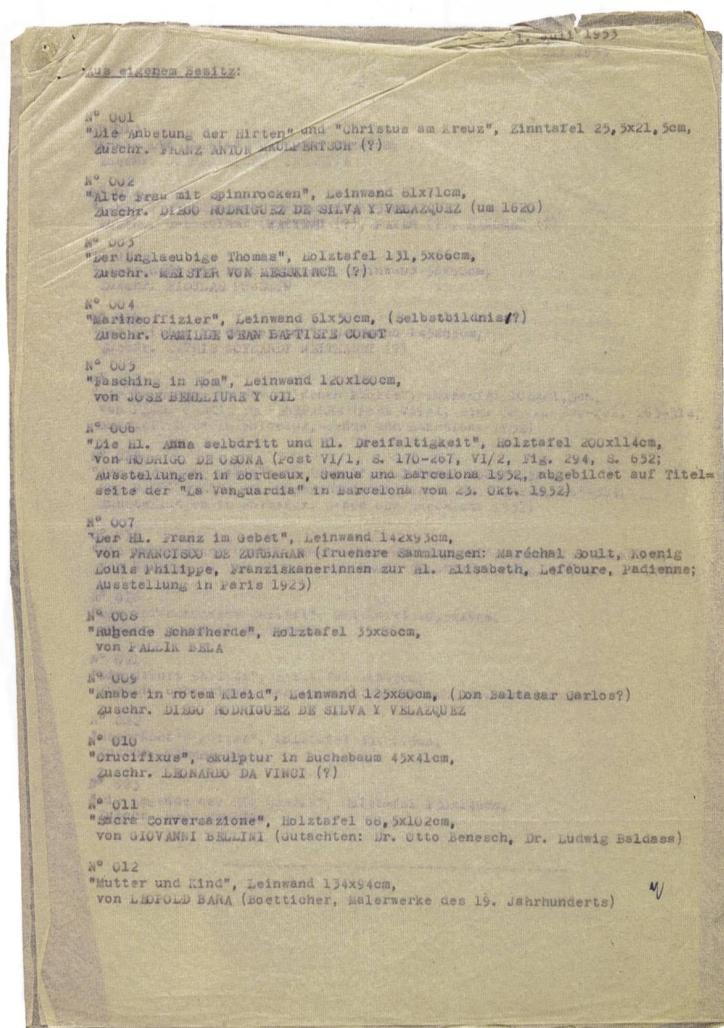 1. Juli 1953
Aus eigenem Besitz:
N° 001
"Die Anbetung der Hirten" und "Christus am Kreuz", Zinntafel 25,5x21,5cm,
Zuschr. FRANZ ANTON MAULPERTSCH (?)
N° 002
"Alte Frau mit Spinnrocken", Leinwand 81x71cm,
Zuschr. DIEGO RODRIGUEZ DE SILVA Y VELAZQUEZ (um 1620)
N° 003
"Der Unglaeubige Thomas", Holztafel 131,5x66cm,
Zuschr. MEISTER VON MESSKIRCH (?)
N° 004
"Marineoffizier", Leinwand 61x50cm, (Selbstbildnis?)
Zuschr. CAMILLE JEAN BAPTISTE COROT
N° 005
"Fasching in Rom", Leinwand 120x180cm,
von JOSE BENLLIURE Y GIL
N° 006
"Die Hl. Anna selbdritt und Hl. Dreifaltigkeit", Holztafel 200x114cm,
von RODRIGO DE OSONA (Post VI/1, S. 170-267, VI/2, Fig. 294, S. 652;
Ausstellungen in Bordeaux, Genua und Barcelona 1952, abgebildet auf Titel=
seite der "La Vanguardia" in Barcelona vom 23. Okt. 1952)
N° 007
"Der Hl. Franz im Gebet", Leinwand 142x93cm,
von FRANCISCO DE ZURBARAN (fruehere Sammlungen: Maréchal Soult, Koenig
Louis Philippe, Franziskanerinnen zur Hl. Elisabeth, Lefebure, Padienne;
Ausstellung in Paris 1925)
N° 008
"Ruhende Schafherde", Holztafel 35x86cm,
von PALLIK BELA
N° 009
"Knabe in rotem Kleid", Leinwand 125x80cm, (Don Baltasar Carlos?)
Zuschr. DIEGO RODRIGUEZ DE SILVA Y VELAZQUEZ
N° 010
"Crucifixus", Skulptur in Buchsbaum 45x41cm,
Zuschr. LEONARDO DA VINCI (?)
N° 011
"Sacra Conversazione", Holztafel 68,5x102cm,
von GIOVANNI BELLINI (Gutachten: Dr. Otto Benesch, Dr. Ludwig Baldass)
N° 012
"Mutter und Kind", Leinwand 134x94cm,
von LEOPOLD BARA (Boetticher, Malerwerke des 19. Jahrhunderts)